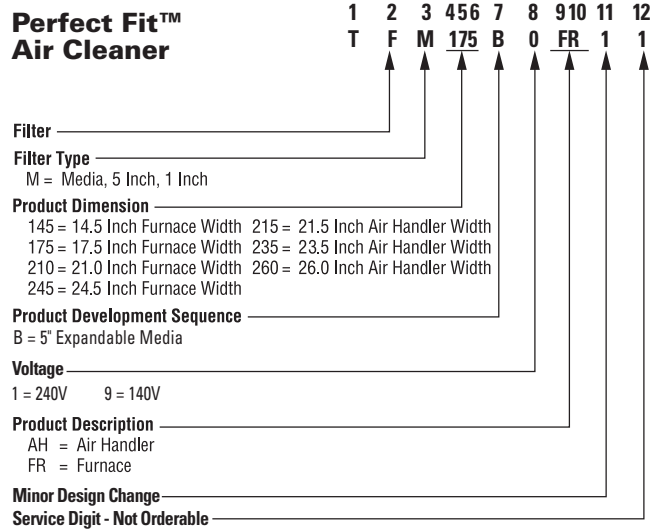 Perfect Fit™
Air Cleaner
1 2 3 456 7 8 910 11 12
T F M 175 B 0 FR 1 1
Filter
Filter Type
M = Media, 5 Inch, 1 Inch
Product Dimension
145 = 14.5 Inch Furnace Width 215 = 21.5 Inch Air Handler Width
175 = 17.5 Inch Furnace Width 235 = 23.5 Inch Air Handler Width
210 = 21.0 Inch Furnace Width 260 = 26.0 Inch Air Handler Width
245 = 24.5 Inch Furnace Width
Product Development Sequence
B = 5" Expandable Media
Voltage
1 = 240V 9 = 140V
Product Description
AH = Air Handler
FR = Furnace
Minor Design Change
Service Digit - Not Orderable